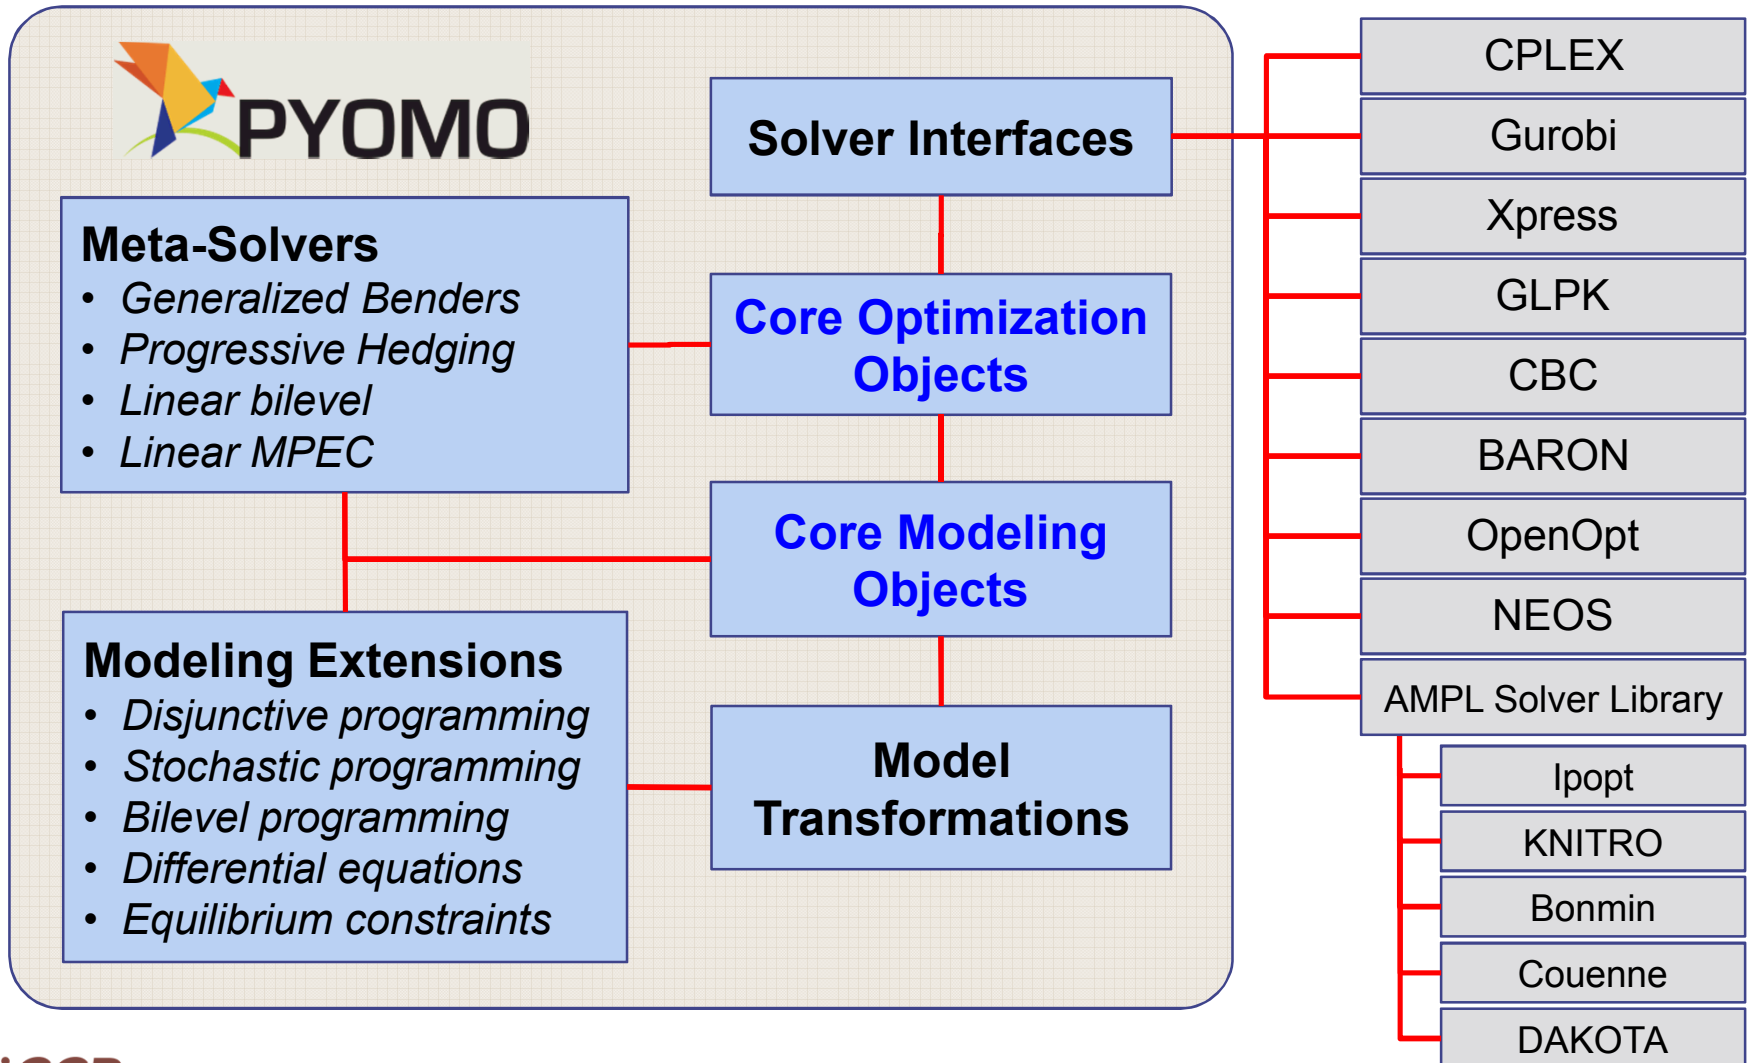 PYOMO
Solver Interfaces
Meta-Solvers
• Generalized Benders
• Progressive Hedging
• Linear bilevel
• Linear MPEC
Core Optimization
Objects
Core Modeling
Objects
Modeling Extensions
• Disjunctive programming
• Stochastic programming
• Bilevel programming
• Differential equations
• Equilibrium constraints
Model
Transformations
CPLEX
Gurobi
Xpress
GLPK
CBC
BARON
OpenOpt
NEOS
AMPL Solver Library
Ipopt
KNITRO
Bonmin
Couenne
DAKOTA